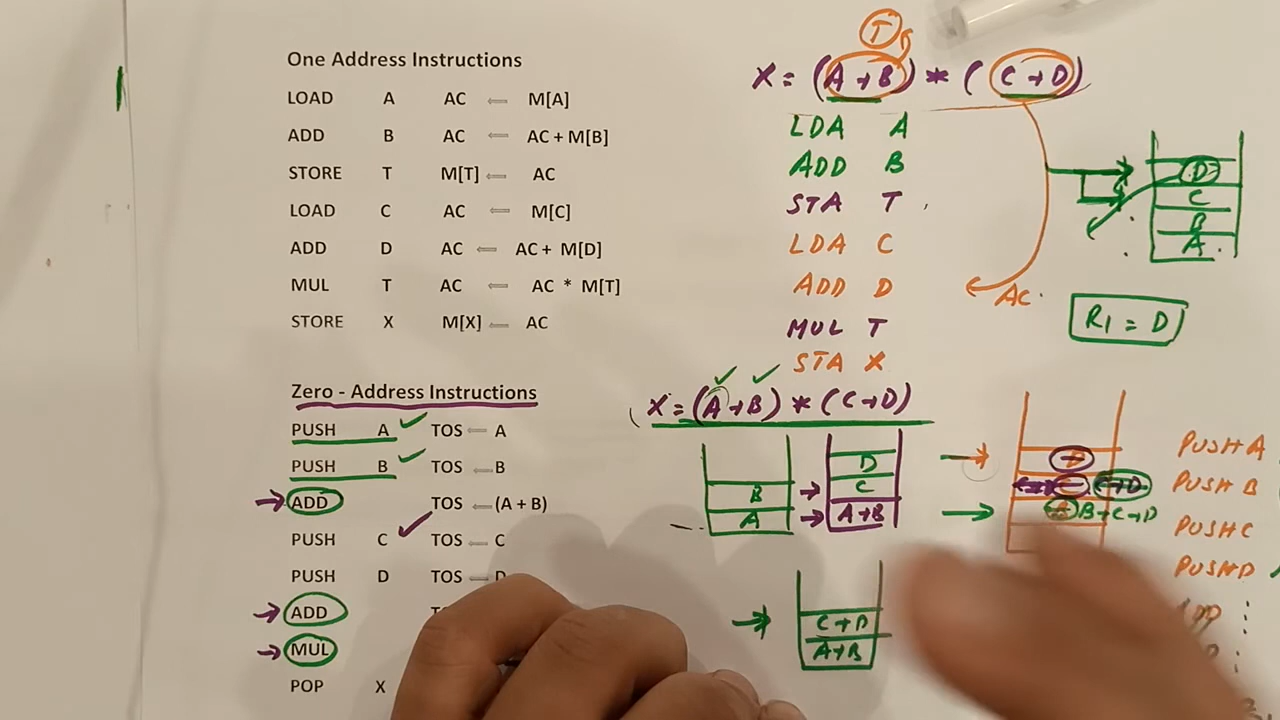 One Address Instructions
LOAD A AC ⇐ M[A]
ADD B AC ⇐ AC + M[B]
STORE T M[T] ⇐ AC
LOAD C AC ⇐ M[C]
ADD D AC ⇐ AC + M[D]
MUL T AC ⇐ AC * M[T]
STORE X M[X] ⇐ AC
Zero - Address Instructions
PUSH A TOS ⇐ A
PUSH B TOS ⇐ B
ADD TOS ⇐ (A + B)
PUSH C TOS ⇐ C
PUSH D TOS ⇐ D
ADD
MUL
POP X
T
X = (A+B) * (C+D)
LDA A
ADD B
STA T
LDA C
ADD D
MUL T
STA X
AC
D
C
B
A
R1 = D
X = (A+B) * (C+D)
B
A
D
C
A+B
C+D
A+B
C+D
B+C+D
PUSH A
PUSH B
PUSH C
PUSH D
ADD